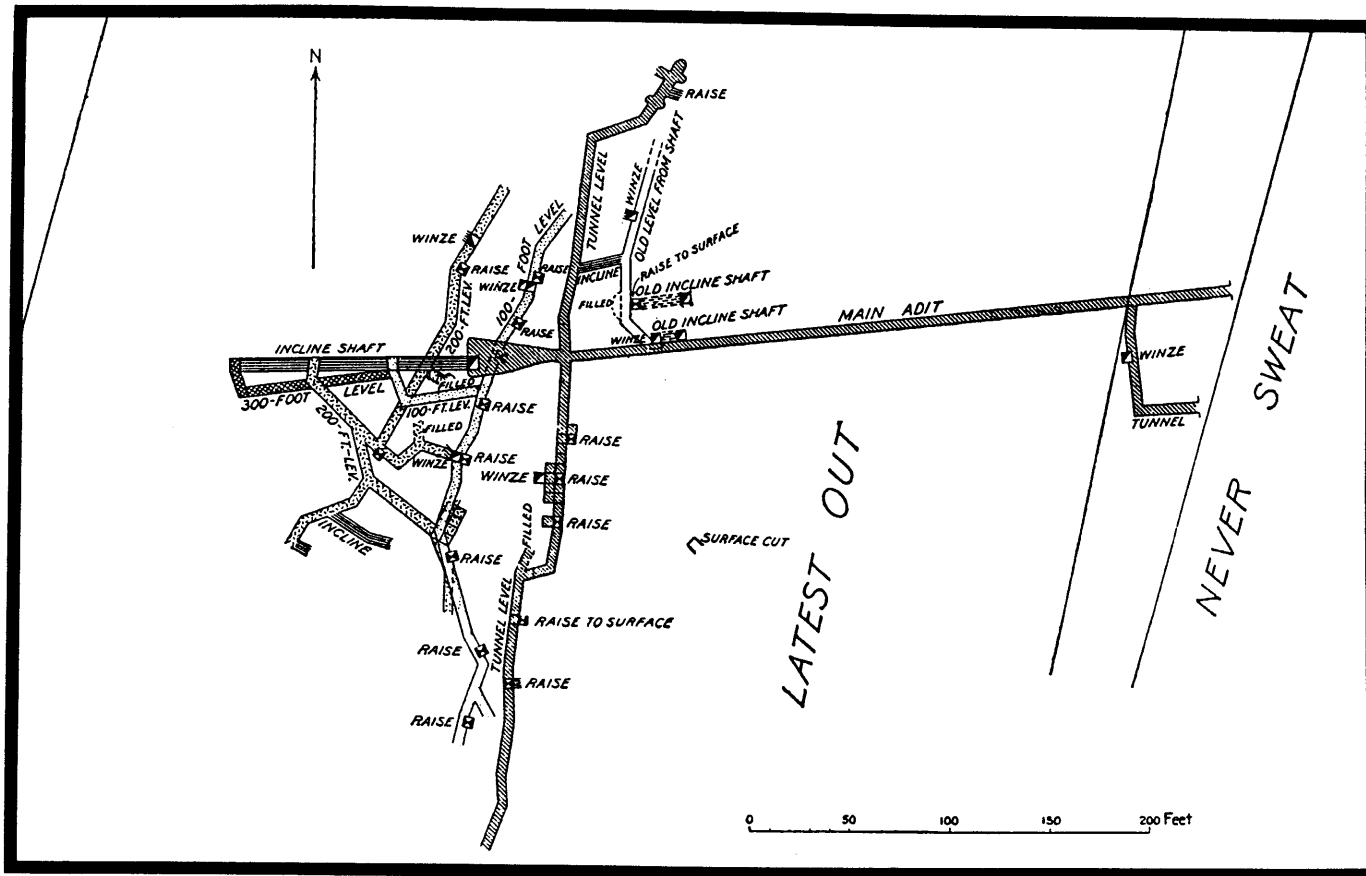 N
RAISE
TUNNEL LEVEL
WINZE
OLD LEVEL FROM SHAFT
RAISE TO SURFACE
WINZE
RAISE
200-FT.LEV.
100-FOOT LEVEL
RAISE
WINZE
RAISE
INCLINE
FILLED
OLD INCLINE SHAFT
OLD INCLINE SHAFT
WINZE
MAIN ADIT
WINZE
TUNNEL
INCLINE SHAFT
300-FOOT LEVEL
FILLED
100-FT.LEV.
RAISE
FILLED
200-FT.-LEV.
WINZE
RAISE
INCLINE
RAISE
WINZE
RAISE
RAISE
FILLED
SURFACE CUT
RAISE
TUNNEL LEVEL
RAISE TO SURFACE
RAISE
RAISE
RAISE
LATEST OUT
NEVER SWEAT
0 50 100 150 200 Feet